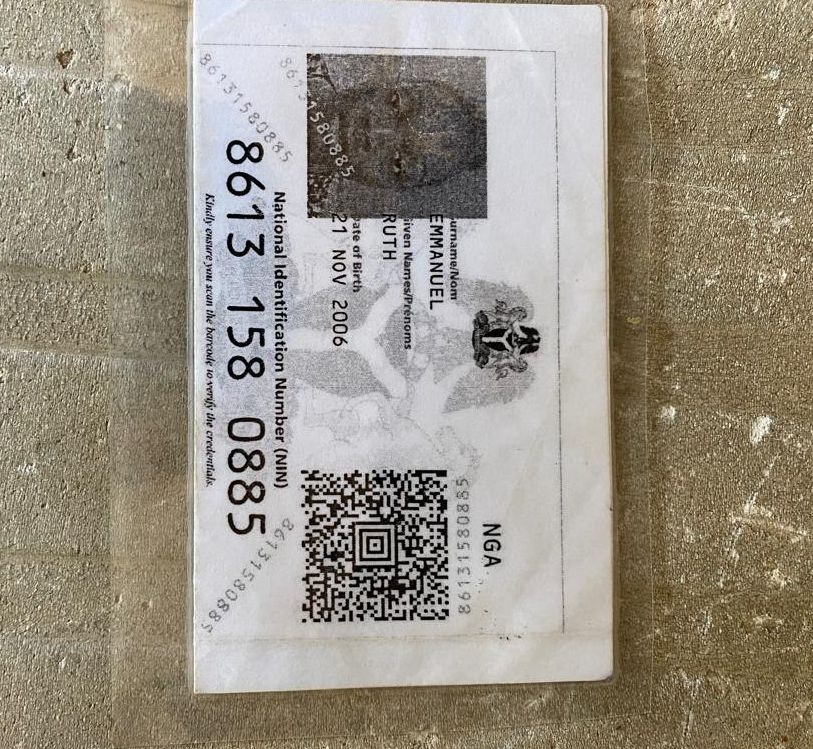 NGA
86131580885
urname/Nom
EMMANUEL
iven Names/Prénoms
RUTH
ate of Birth
21 NOV 2006
86131580885
86131580885
86131580885
National Identification Number (NIN)
8613 158 0885
Kindly ensure you scan the barcode to verify the credentials.